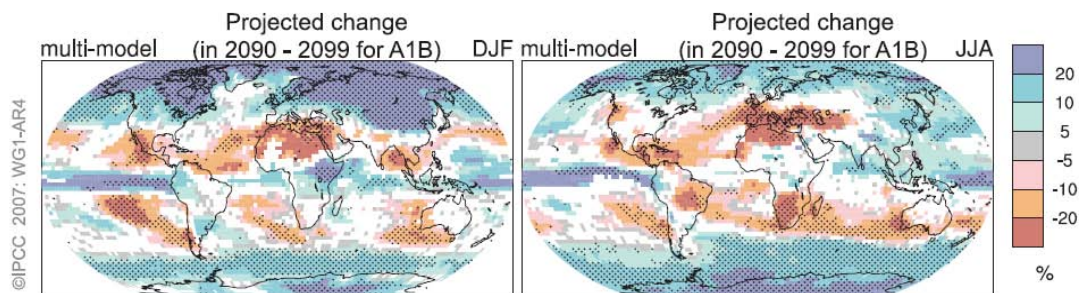 Projected change
multi-model (in 2090 - 2099 for A1B) DJF
Projected change
multi-model (in 2090 - 2099 for A1B) JJA
20
10
5
-5
-10
-20
%
©IPCC 2007: WG1-AR4